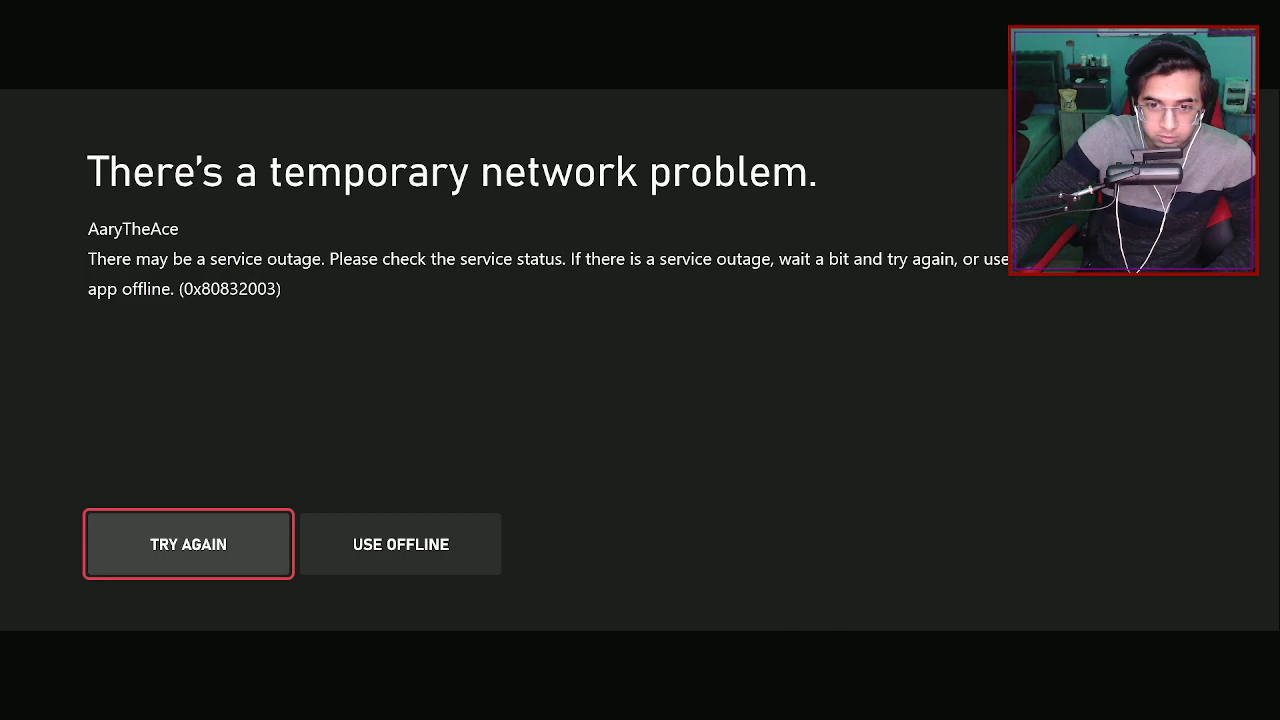 There's a temporary network problem.
AaryTheAce
There may be a service outage. Please check the service status. If there is a service outage, wait a bit and try again, or use
app offline. (0x80832003)
TRY AGAIN
USE OFFLINE